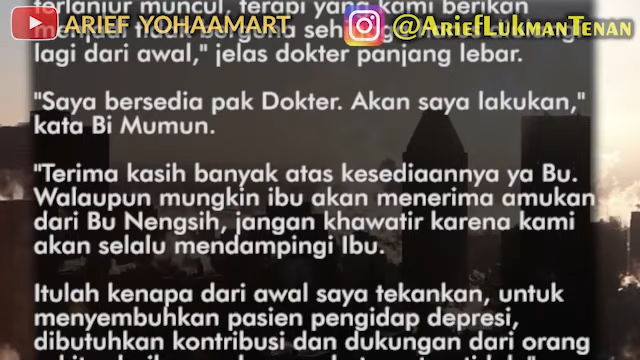 ARIEF YOHAAMART
@AriefLukmanTenan
Terlanjur muncul, terapi yang kami berikan
menjadi tidak berguna
lagi dari awal," jelas dokter panjang lebar.
"Saya bersedia pak Dokter. Akan saya lakukan,"
kata Bi Mumun.
"Terima kasih banyak atas kesediaannya ya Bu.
Walaupun mungkin ibu akan menerima amukan
dari Bu Nengsih, jangan khawatir karena kami
akan selalu mendampingi Ibu.
Itulah kenapa dari awal saya tekankan, untuk
menyembuhkan pasien pengidap depresi,
dibutuhkan kontribusi dan dukungan dari orang